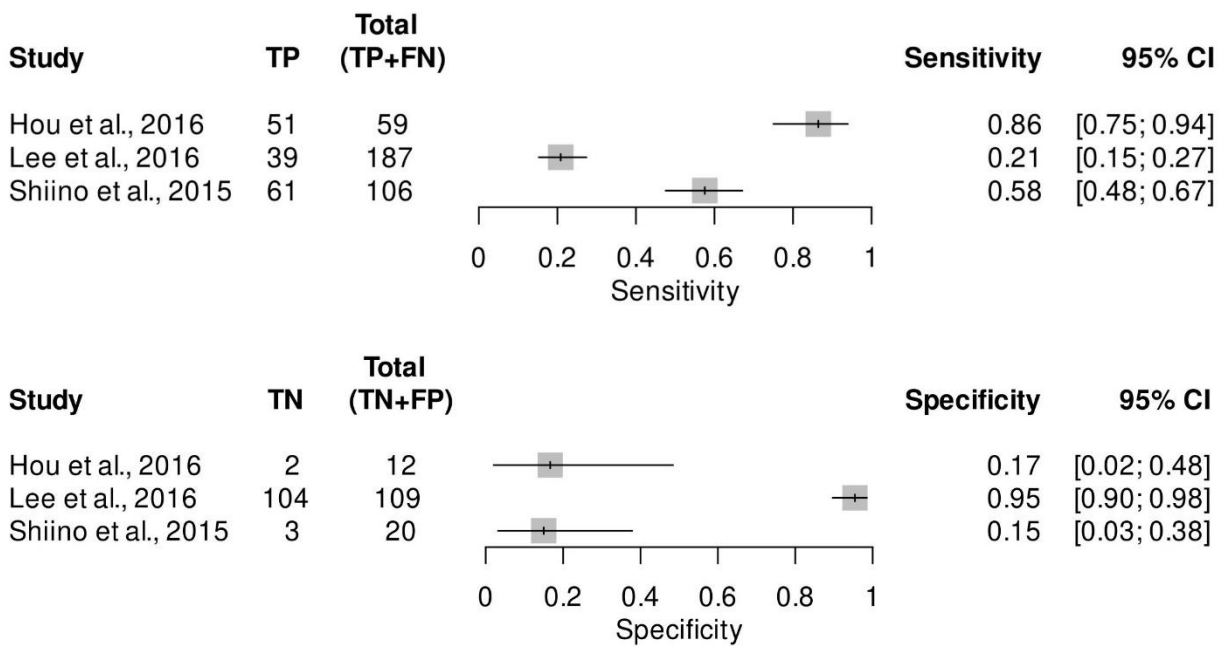 Total
Study TP (TP+FN) Sensitivity 95% CI
Hou et al., 2016 51 59 0.86 [0.75; 0.94]
Lee et al., 2016 39 187 0.21 [0.15; 0.27]
Shiino et al., 2015 61 106 0.58 [0.48; 0.67]
0 0.2 0.4 0.6 0.8 1
Sensitivity
Total
Study TN (TN+FP) Specificity 95% CI
Hou et al., 2016 2 12 0.17 [0.02; 0.48]
Lee et al., 2016 104 109 0.95 [0.90; 0.98]
Shiino et al., 2015 3 20 0.15 [0.03; 0.38]
0 0.2 0.4 0.6 0.8 1
Specificity